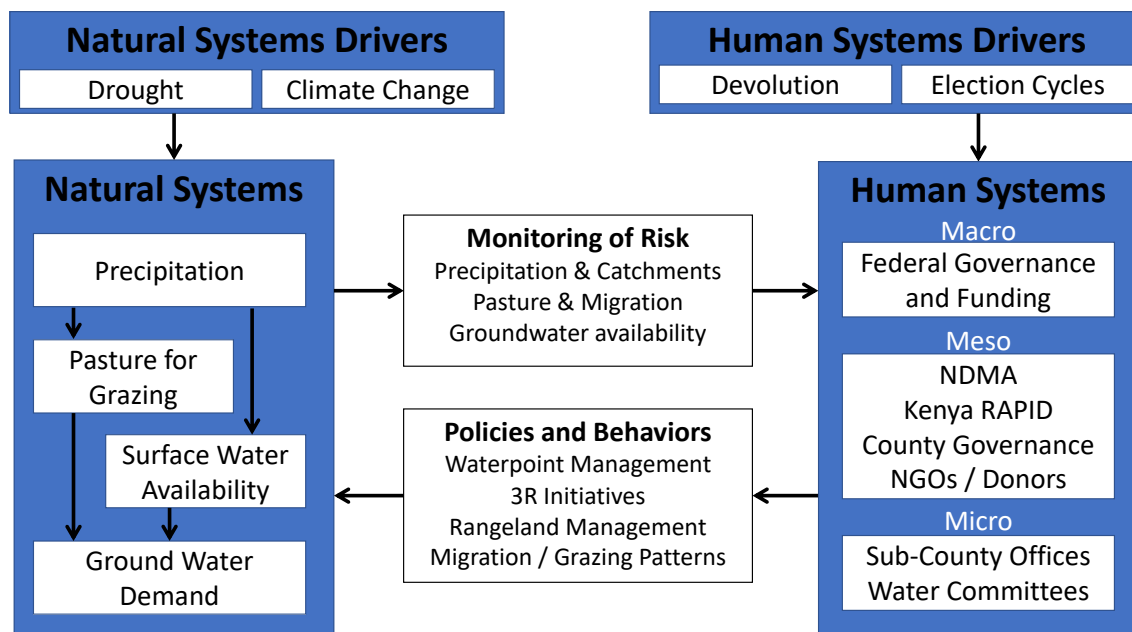 Natural Systems Drivers
Drought
Climate Change
Human Systems Drivers
Devolution
Election Cycles
Natural Systems
Precipitation
Pasture for
Grazing
Surface Water
Availability
Ground Water
Demand
Monitoring of Risk
Precipitation & Catchments
Pasture & Migration
Groundwater availability
Policies and Behaviors
Waterpoint Management
3R Initiatives
Rangeland Management
Migration / Grazing Patterns
Human Systems
Macro
Federal Governance
and Funding
Meso
NDMA
Kenya RAPID
County Governance
NGOs / Donors
Micro
Sub-County Offices
Water Committees